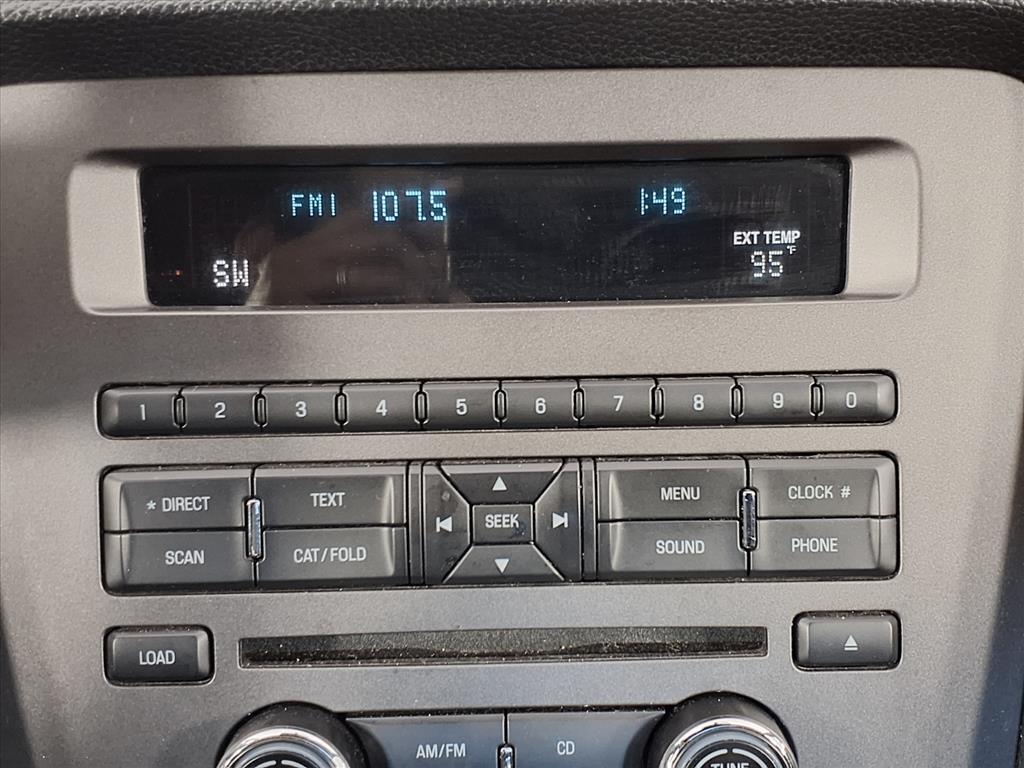 FM1 107.5 1:49
EXT TEMP
SW 95 °F
1 2 3 4 5 6 7 8 9 0
* DIRECT TEXT MENU CLOCK #
SEEK
SCAN CAT/FOLD SOUND PHONE
LOAD
AM/FM CD
TUNE